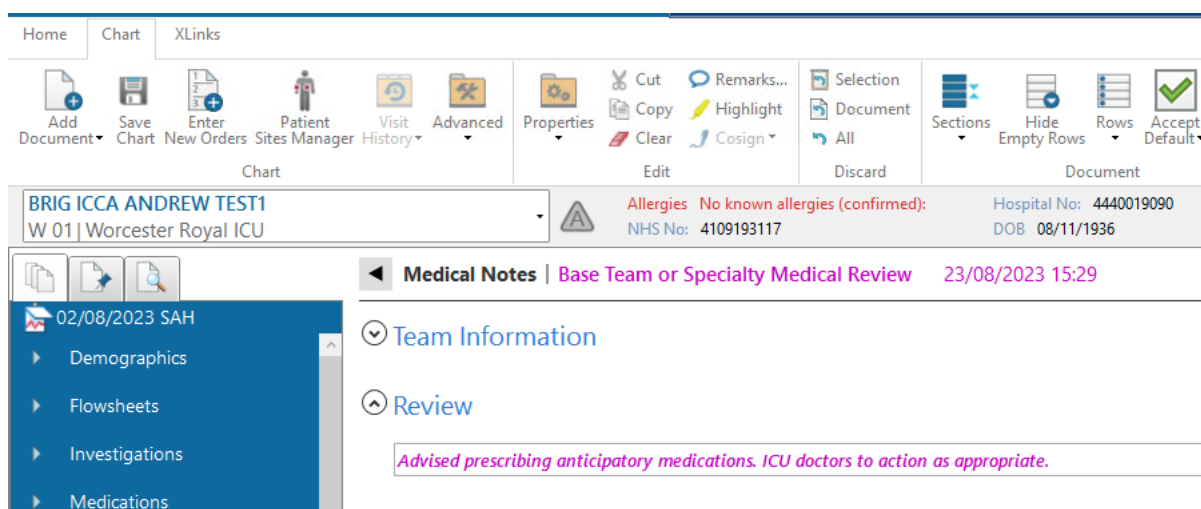 Home Chart XLinks
Add Document Save Chart Enter New Orders Patient Sites Manager Visit History Advanced
Chart
Properties Cut Remarks...
Copy Highlight
Clear Cosign
Edit
Selection
Document
All
Discard
Sections Hide Empty Rows Rows Accept Default
Document
BRIG ICCA ANDREW TEST1
W 01| Worcester Royal ICU
Allergies No known allergies (confirmed): Hospital No: 4440019090
NHS No: 4109193117 DOB 08/11/1936
Medical Notes | Base Team or Specialty Medical Review 23/08/2023 15:29
02/08/2023 SAH
Demographics
Flowsheets
Investigations
Medications
Team Information
Review
Advised prescribing anticipatory medications. ICU doctors to action as appropriate.